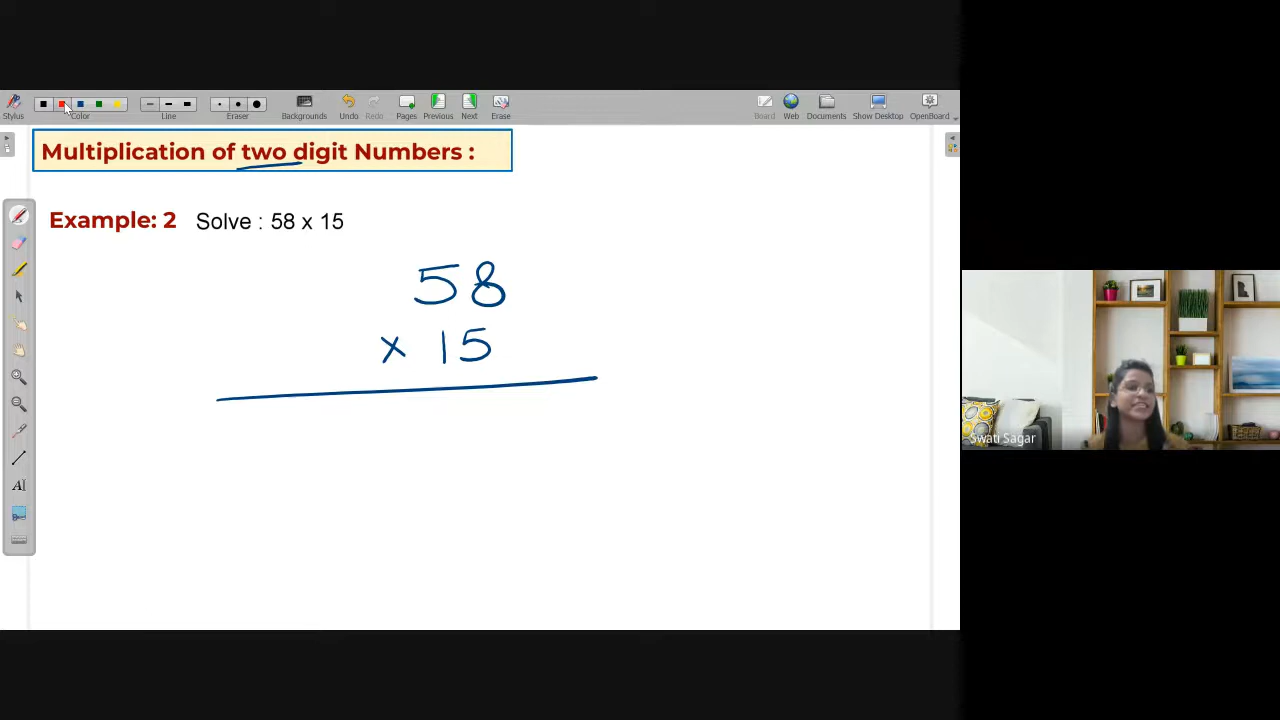 Stylus
Color
Line
Eraser
Backgrounds
Undo
Redo
Pages
Previous
Next
Erase
Board
Web
Documents
Show Desktop
OpenBoard
Multiplication of two digit Numbers :
Example: 2 Solve : 58 x 15
58
x 15
AI
Swati Sagar